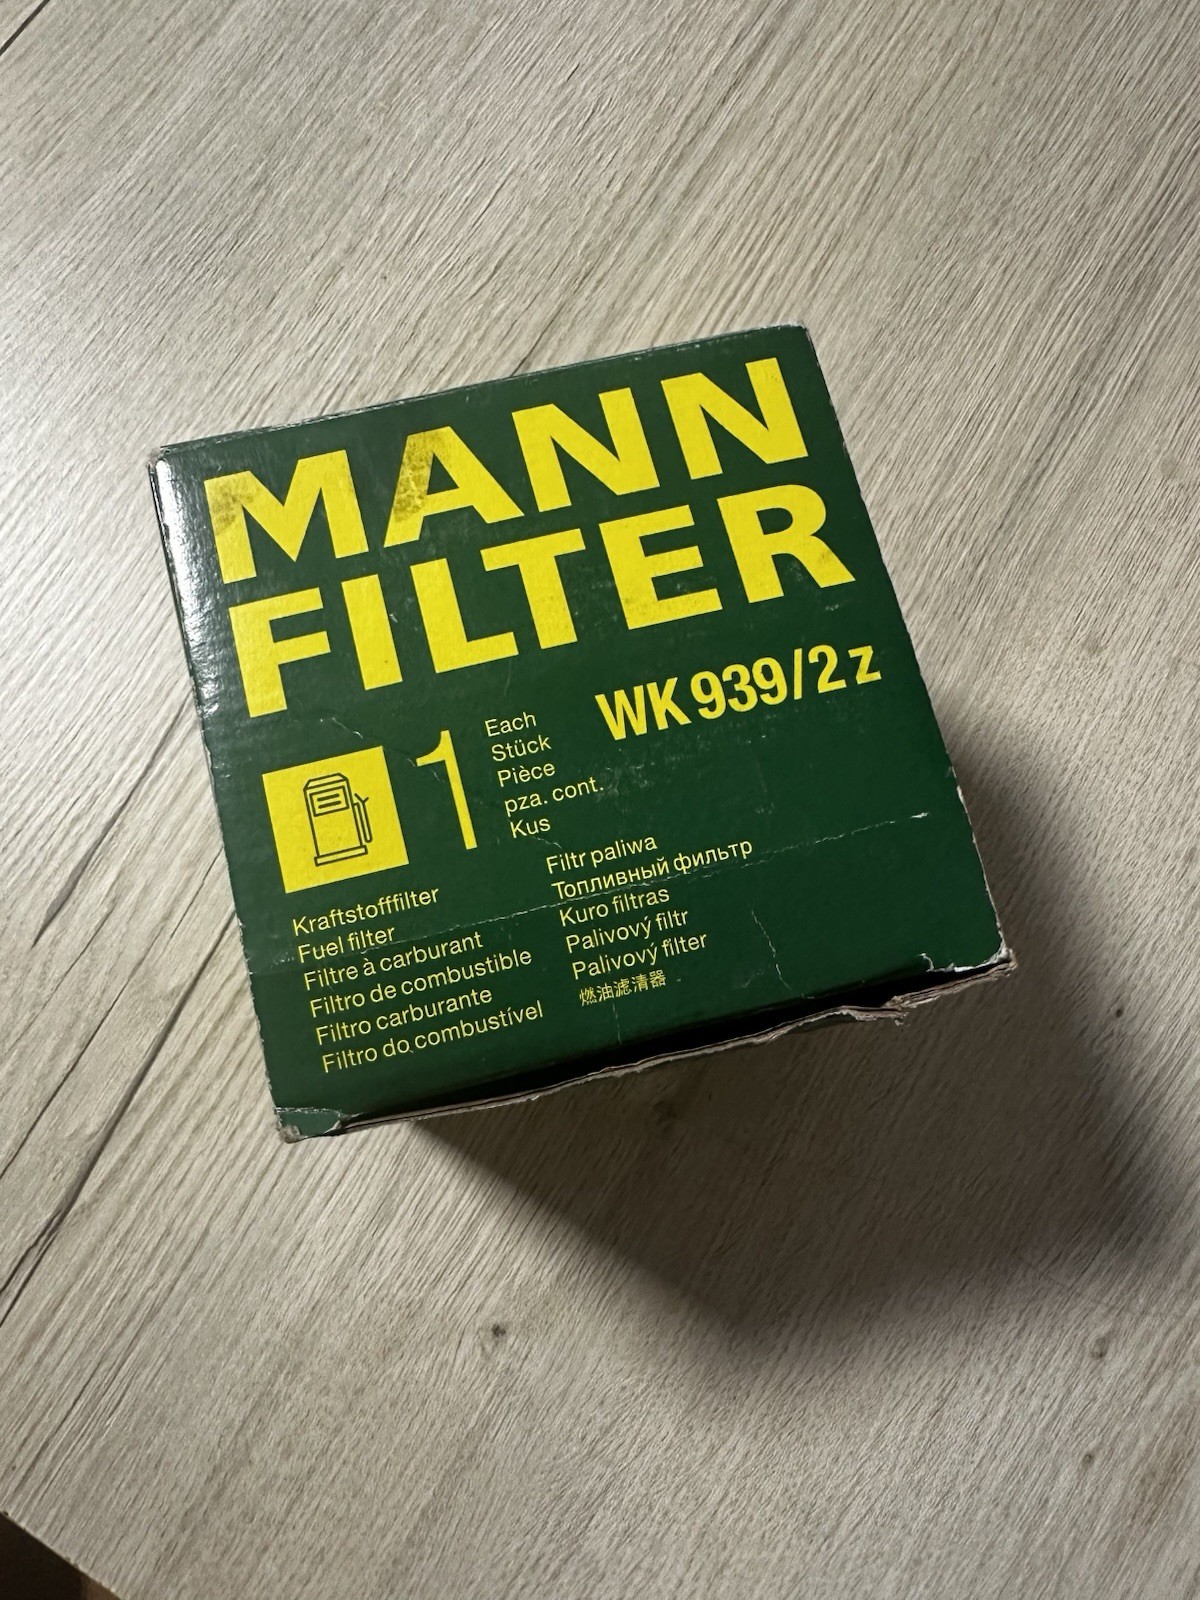 MANN
FILTER
WK 939/2 z
1
Each
Stück
Pièce
pza. cont.
Kus
Kraftstofffilter
Fuel filter
Filtre à carburant
Filtro de combustible
Filtro carburante
Filtro do combustível
Filtr paliwa
Топливный фильтр
Kuro filtras
Palivový filtr
Palivový filter
燃油滤清器